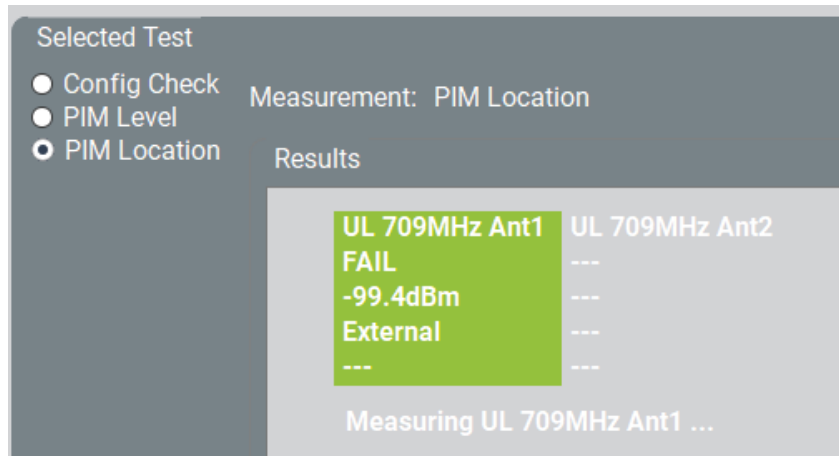 Selected Test
Config Check
PIM Level
PIM Location
Measurement: PIM Location
Results
UL 709MHz Ant1 UL 709MHz Ant2
FAIL ---
-99.4dBm ---
External ---
--- ---
Measuring UL 709MHz Ant1 ...